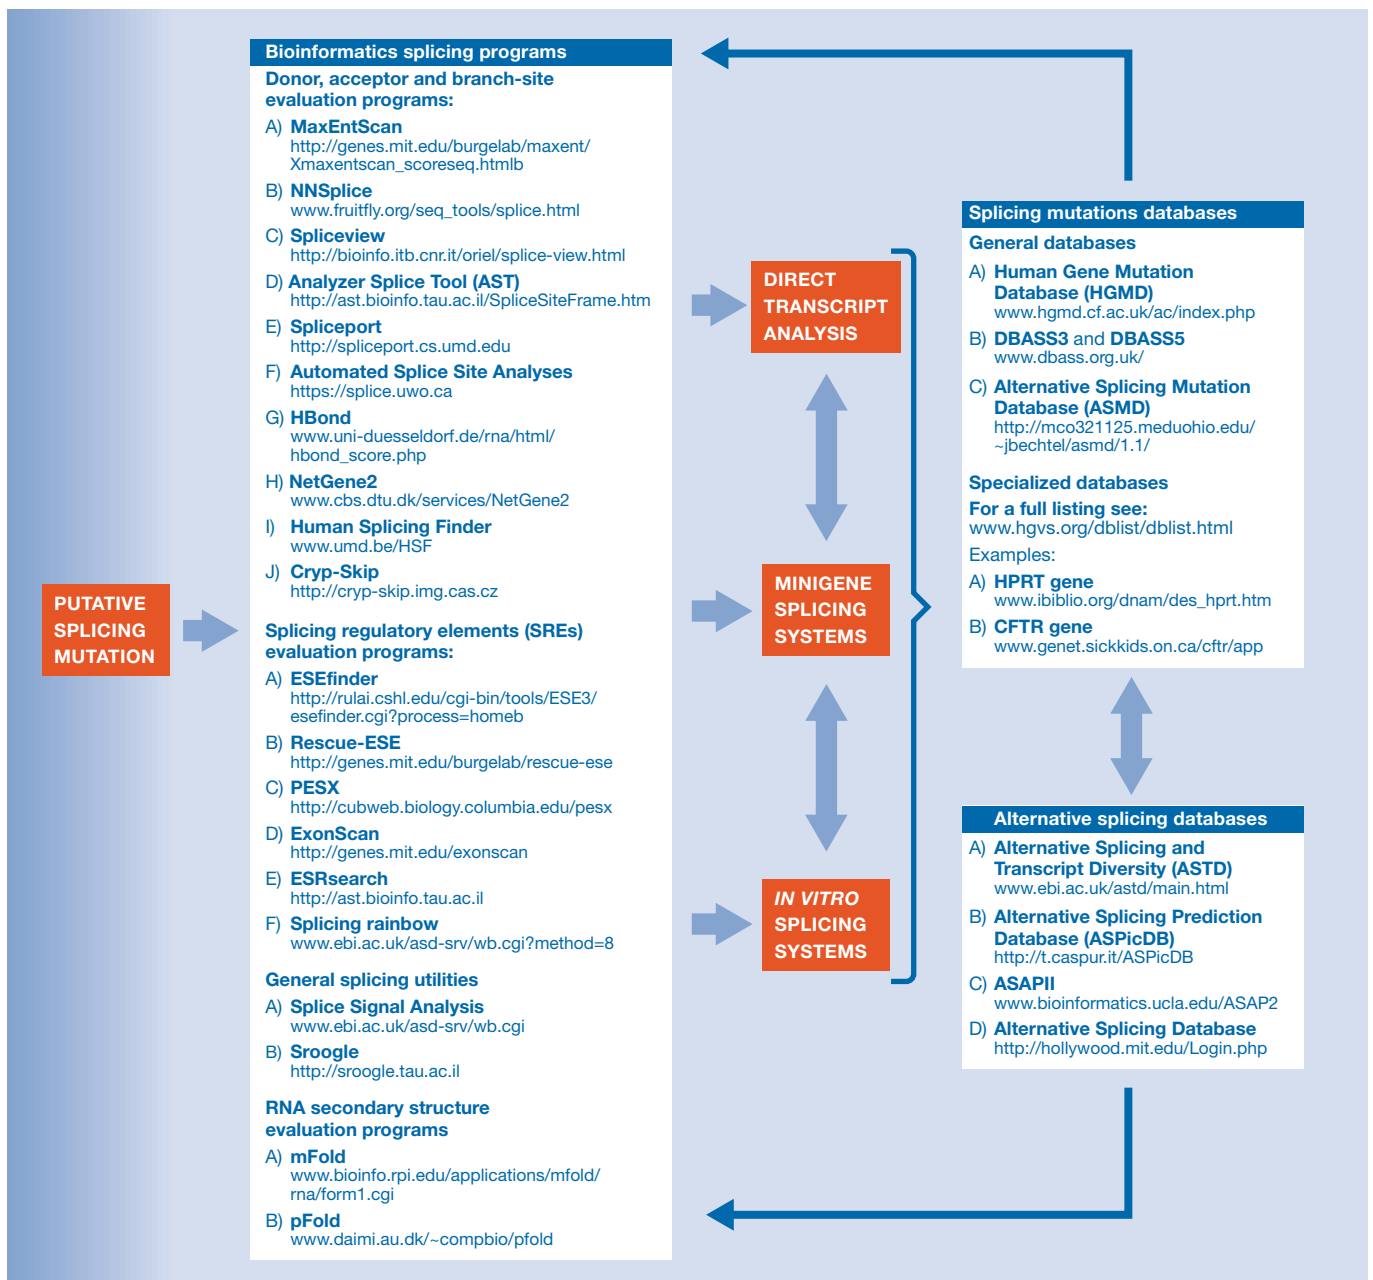 PUTATIVE
SPLICING
MUTATION
Bioinformatics splicing programs
Donor, acceptor and branch-site
evaluation programs:
A) MaxEntScan
http://genes.mit.edu/burgelab/maxent/
Xmaxentscan_scoreseq.htmlb
B) NNSplice
www.fruitfly.org/seq_tools/splice.html
C) Spliceview
http://bioinfo.itb.cnr.it/oriel/splice-view.html
D) Analyzer Splice Tool (AST)
http://ast.bioinfo.tau.ac.il/SpliceSiteFrame.htm
E) Spliceport
http://spliceport.cs.umd.edu
F) Automated Splice Site Analyses
https://splice.uwo.ca
G) HBond
www.uni-duesseldorf.de/rna/html/
hbond_score.php
H) NetGene2
www.cbs.dtu.dk/services/NetGene2
I) Human Splicing Finder
www.umd.be/HSF
J) Cryp-Skip
http://cryp-skip.img.cas.cz
Splicing regulatory elements (SREs)
evaluation programs:
A) ESEfinder
http://rulai.cshl.edu/cgi-bin/tools/ESE3/
esefinder.cgi?process=homeb
B) Rescue-ESE
http://genes.mit.edu/burgelab/rescue-ese
C) PESX
http://cubweb.biology.columbia.edu/pesx
D) ExonScan
http://genes.mit.edu/exonscan
E) ESRsearch
http://ast.bioinfo.tau.ac.il
F) Splicing rainbow
www.ebi.ac.uk/asd-srv/wb.cgi?method=8
General splicing utilities
A) Splice Signal Analysis
www.ebi.ac.uk/asd-srv/wb.cgi
B) Sroogle
http://sroogle.tau.ac.il
RNA secondary structure
evaluation programs
A) mFold
www.bioinfo.rpi.edu/applications/mfold/
rna/form1.cgi
B) pFold
www.daimi.au.dk/~compbio/pfold
DIRECT
TRANSCRIPT
ANALYSIS
MINIGENE
SPLICING
SYSTEMS
IN VITRO
SPLICING
SYSTEMS
Splicing mutations databases
General databases
A) Human Gene Mutation
Database (HGMD)
www.hgmd.cf.ac.uk/ac/index.php
B) DBASS3 and DBASS5
www.dbass.org.uk/
C) Alternative Splicing Mutation
Database (ASMD)
http://mco321125.meduohio.edu/
~jbechtel/asmd/1.1/
Specialized databases
For a full listing see:
www.hgvs.org/dblist/dblist.html
Examples:
A) HPRT gene
www.ibiblio.org/dnam/des_hprt.htm
B) CFTR gene
www.genet.sickkids.on.ca/cftr/app
Alternative splicing databases
A) Alternative Splicing and
Transcript Diversity (ASTD)
www.ebi.ac.uk/astd/main.html
B) Alternative Splicing Prediction
Database (ASPicDB)
http://t.caspur.it/ASPicDB
C) ASAPII
www.bioinformatics.ucla.edu/ASAP2
D) Alternative Splicing Database
http://hollywood.mit.edu/Login.php